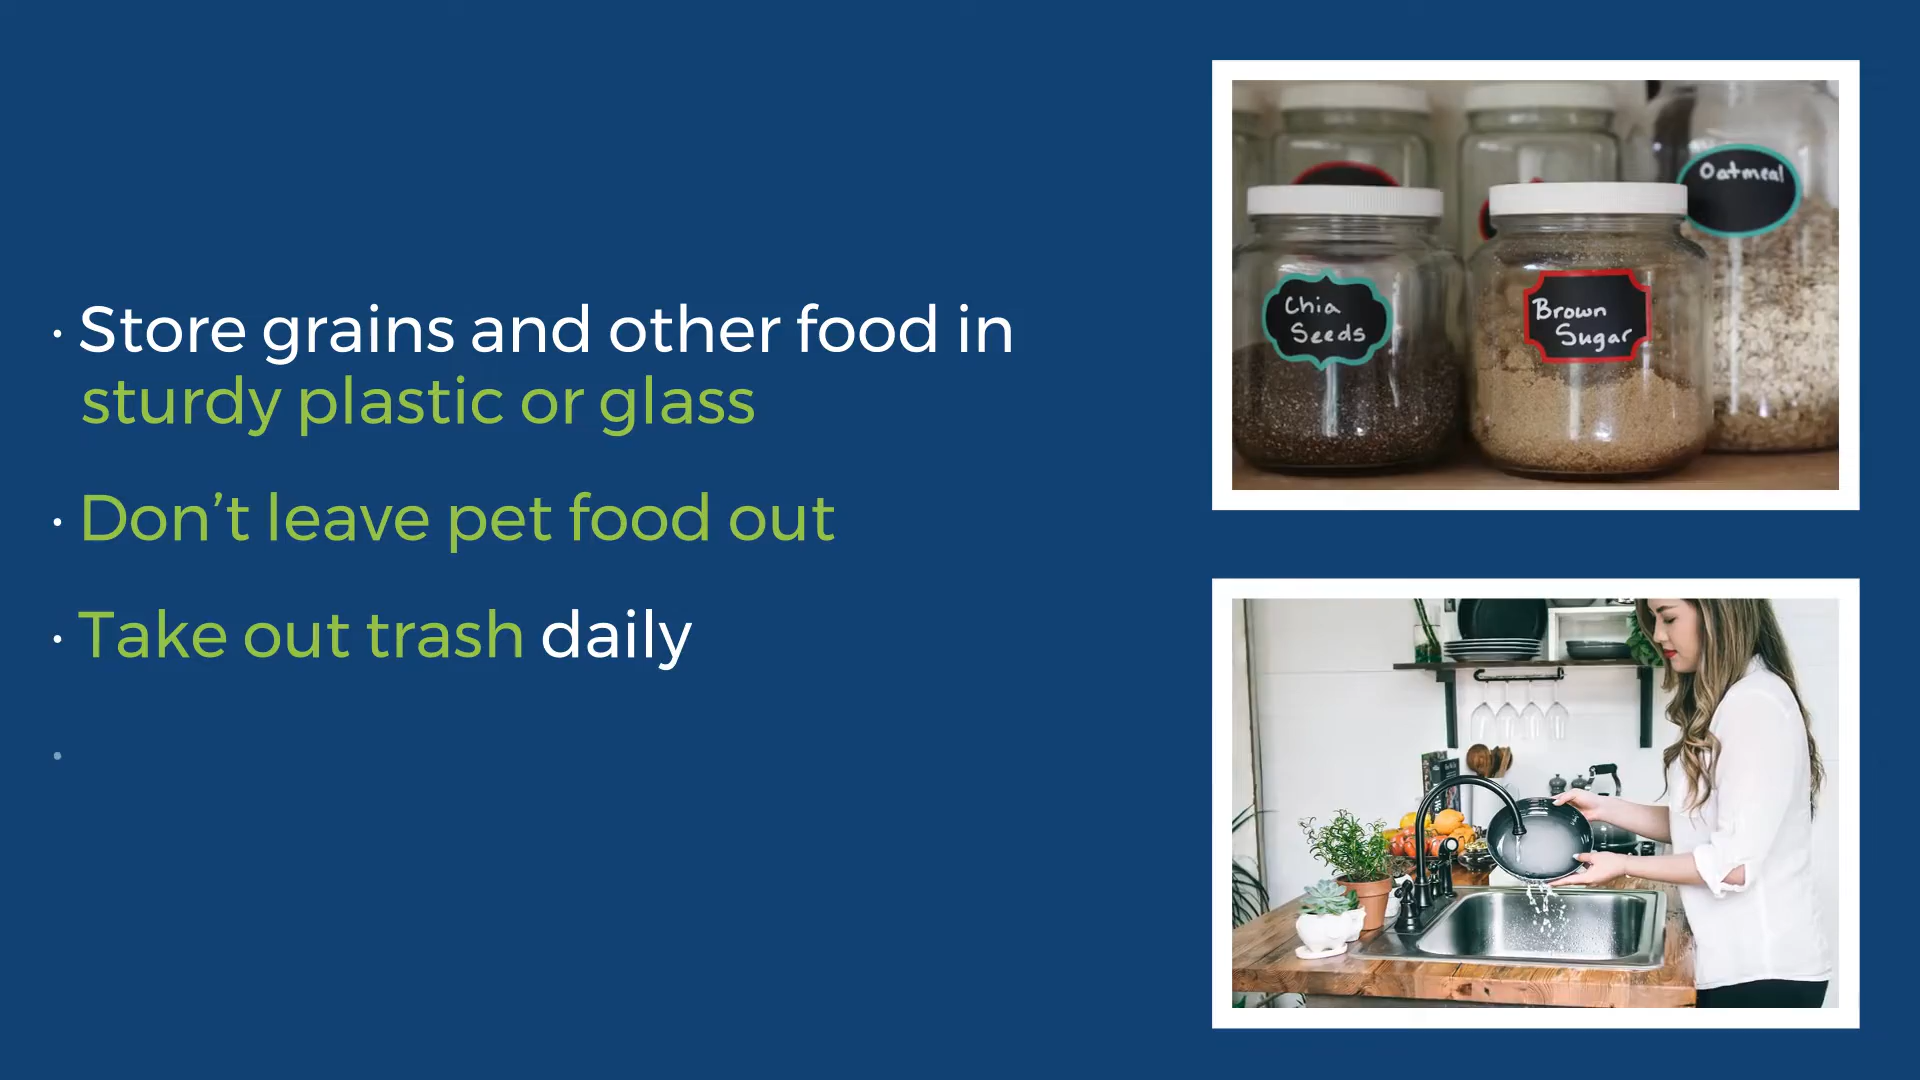 · Store grains and other food in
sturdy plastic or glass
· Don’t leave pet food out
· Take out trash daily
·
Oatmeal
Chia
Seeds
Brown
Sugar